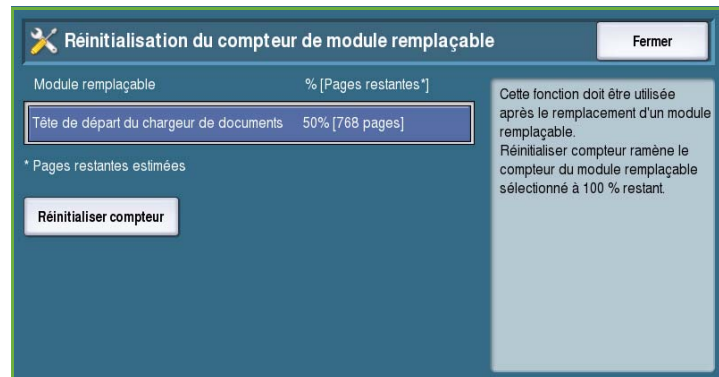 Réinitialisation du compteur de module remplaçable
Fermer
Module remplaçable
% [Pages restantes*]
Tête de départ du chargeur de documents
50% [768 pages]
* Pages restantes estimées
Réinitialiser compteur
Cette fonction doit être utilisée
après le remplacement d'un module
remplaçable.
Réinitialiser compteur ramène le
compteur du module remplaçable
sélectionné à 100 % restant.